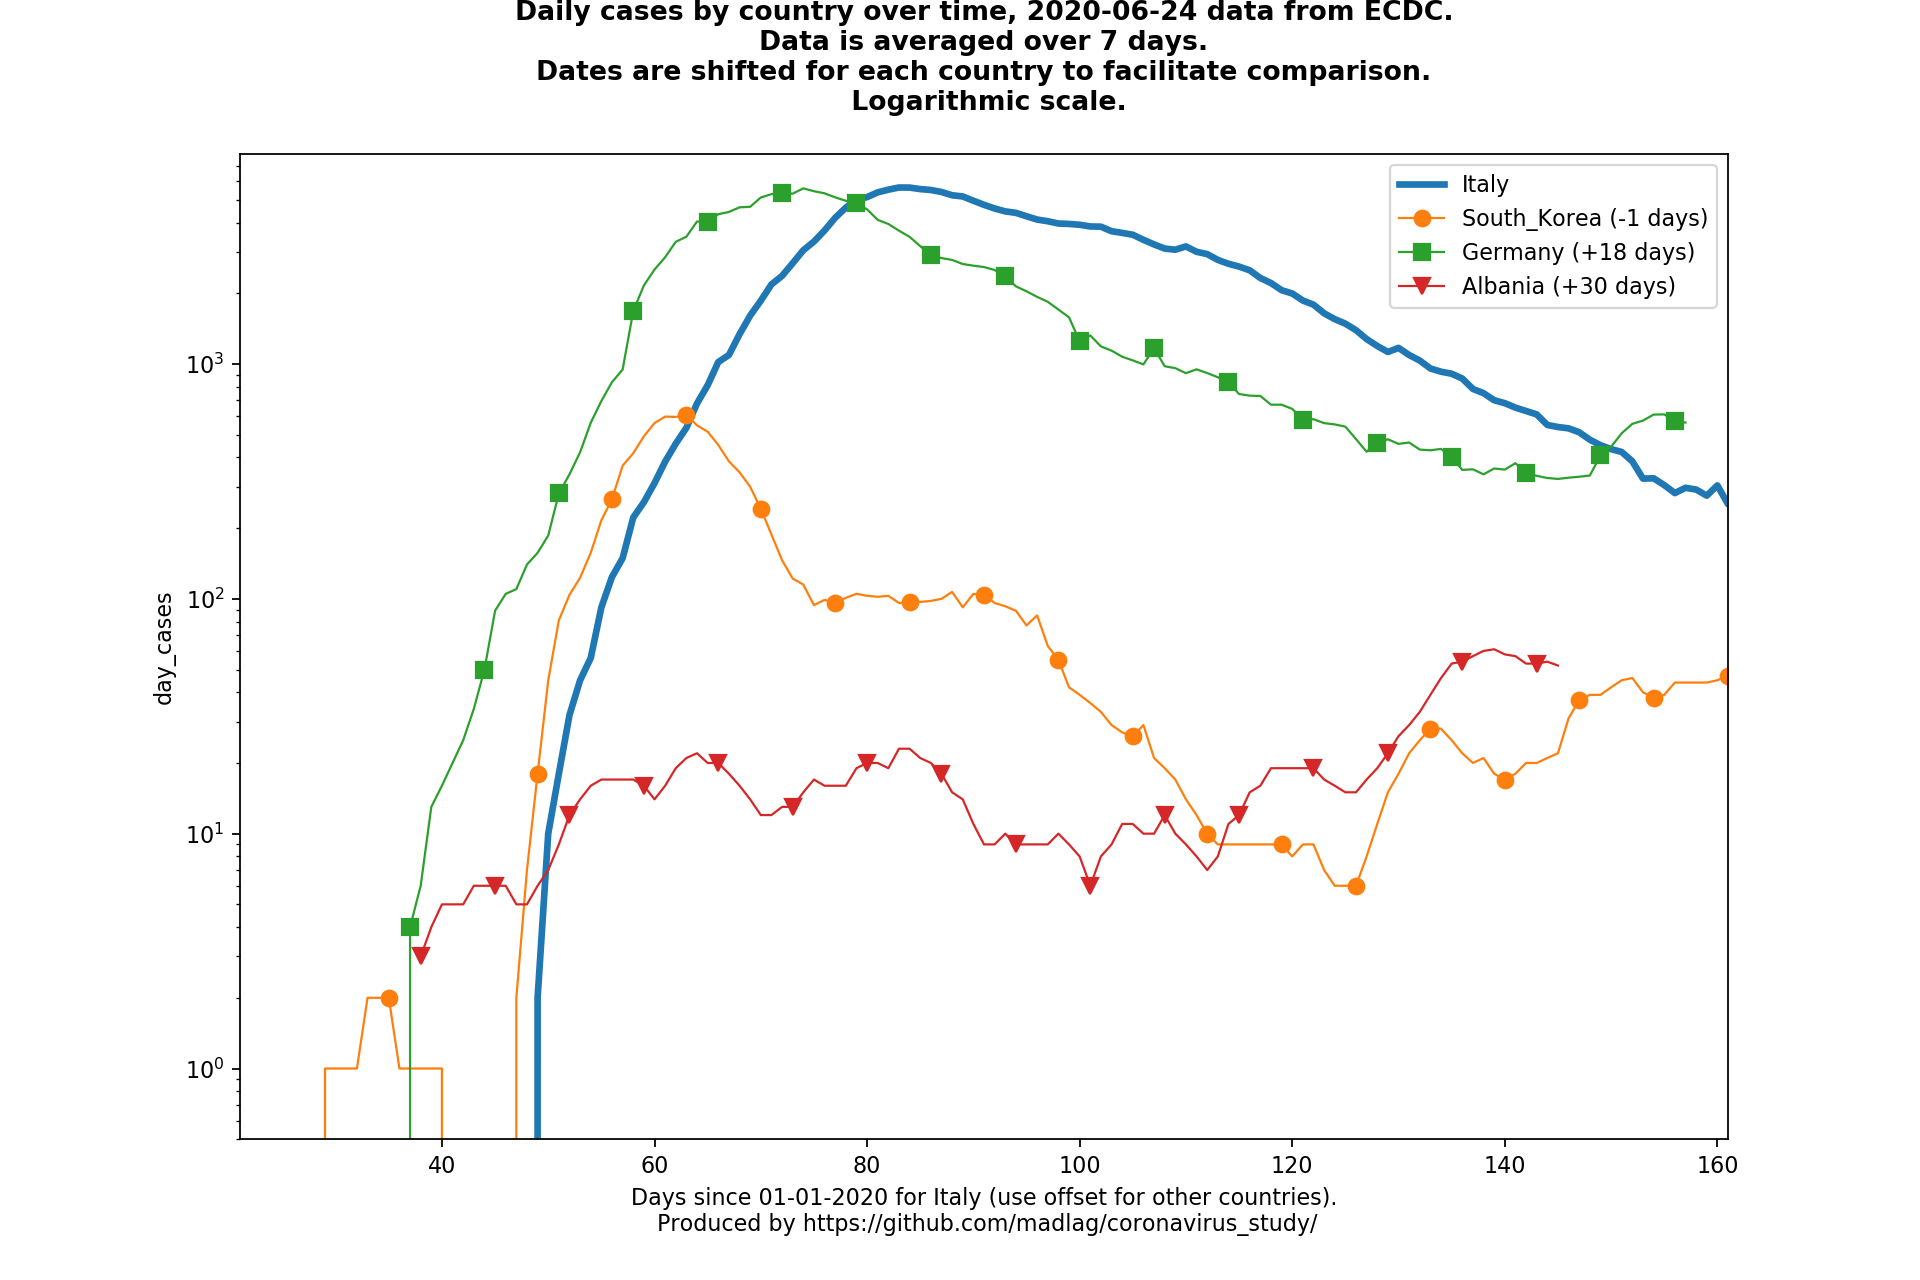 Daily cases by country over time, 2020-06-24 data from ECDC.
Data is averaged over 7 days.
Dates are shifted for each country to facilitate comparison.
Logarithmic scale.
Italy
South_Korea (-1 days)
Germany (+18 days)
Albania (+30 days)
day_cases
10³
10²
10¹
10⁰
40 60 80 100 120 140 160
Days since 01-01-2020 for Italy (use offset for other countries).
Produced by https://github.com/madlag/coronavirus_study/